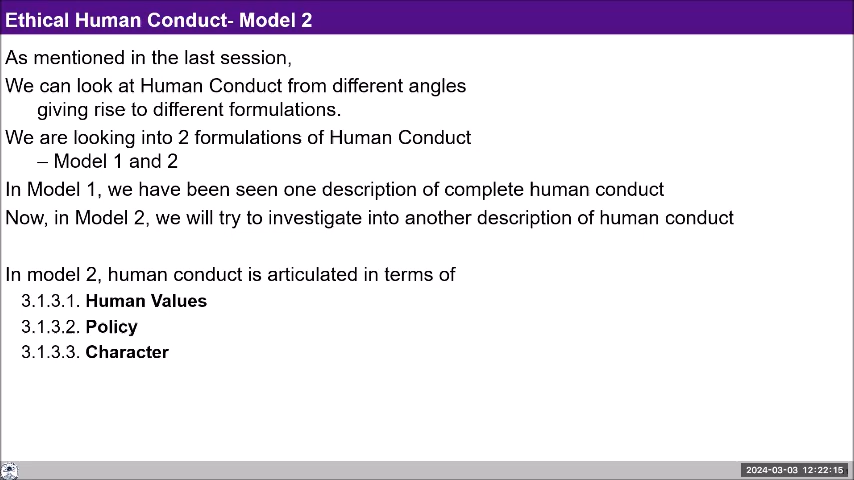 Ethical Human Conduct- Model 2
As mentioned in the last session,
We can look at Human Conduct from different angles
giving rise to different formulations.
We are looking into 2 formulations of Human Conduct
– Model 1 and 2
In Model 1, we have been seen one description of complete human conduct
Now, in Model 2, we will try to investigate into another description of human conduct
In model 2, human conduct is articulated in terms of
3.1.3.1. Human Values
3.1.3.2. Policy
3.1.3.3. Character
2024-03-03 12:22:15